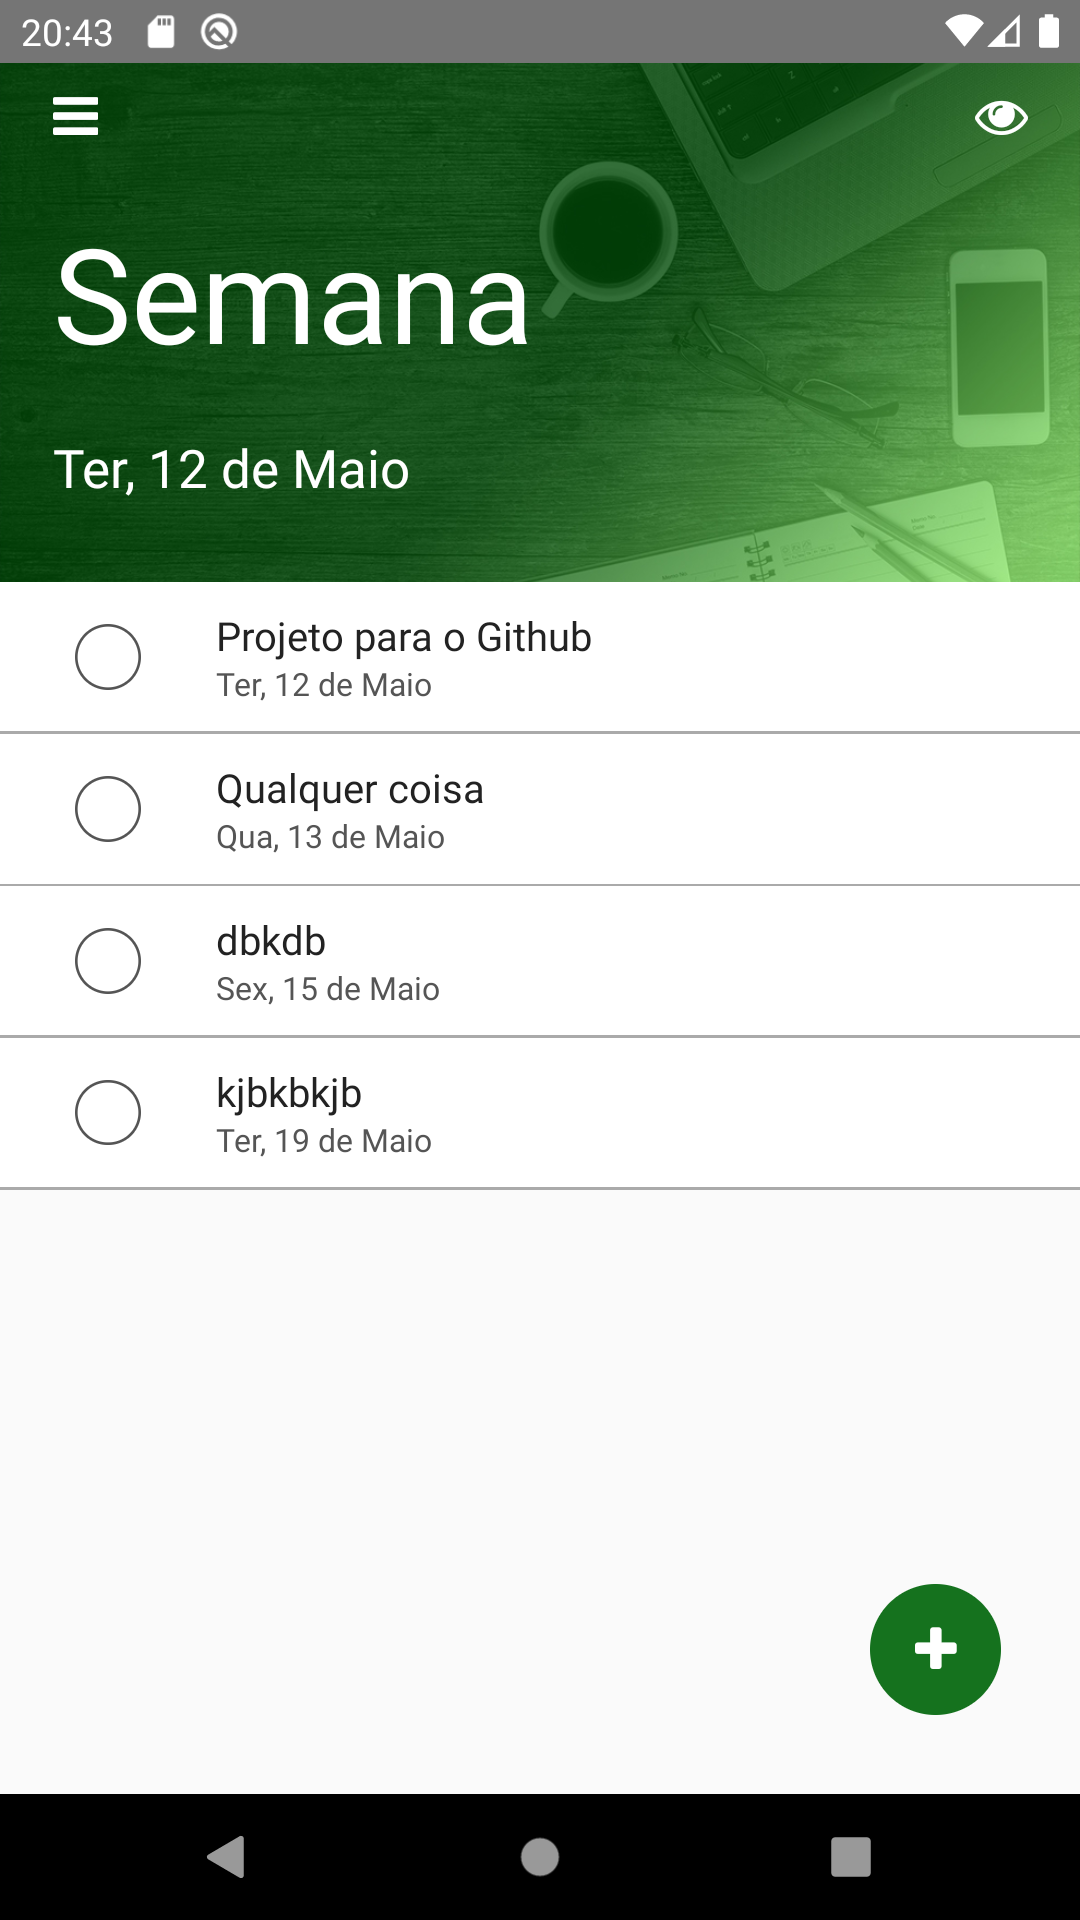 20:43
Semana
Ter, 12 de Maio
Projeto para o Github
Ter, 12 de Maio
Qualquer coisa
Qua, 13 de Maio
dbkdb
Sex, 15 de Maio
kjbkbkjb
Ter, 19 de Maio